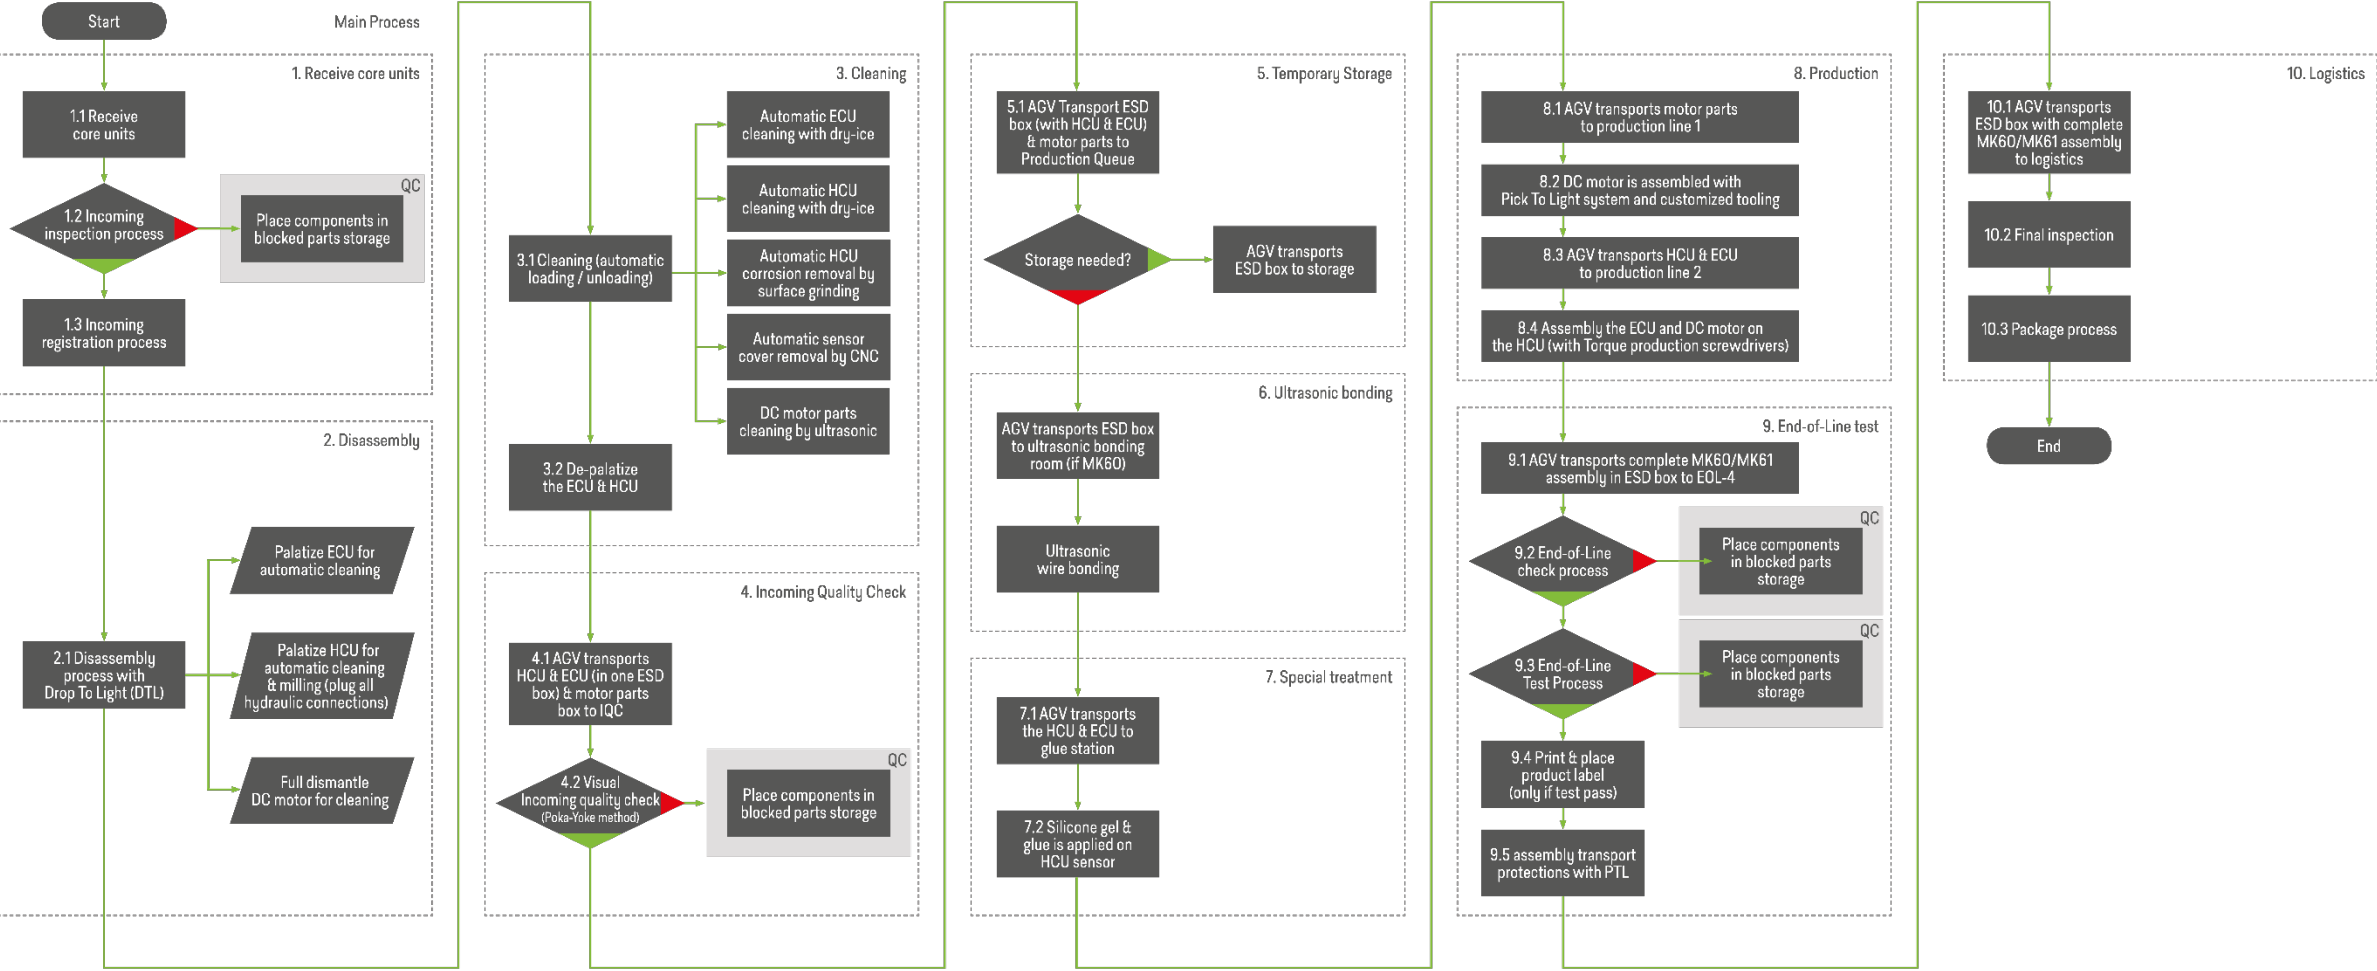 Start
Main Process
1. Receive core units
1.1 Receive
core units
1.2 Incoming
inspection process
QC
Place components in
blocked parts storage
1.3 Incoming
registration process
2. Disassembly
2.1 Disassembly
process with
Drop To Light (DTL)
Palatize ECU for
automatic cleaning
Palatize HCU for
automatic cleaning
& milling (plug all
hydraulic connections)
Full dismantle
DC motor for cleaning
3. Cleaning
3.1 Cleaning (automatic
loading / unloading)
Automatic ECU
cleaning with dry-ice
Automatic HCU
cleaning with dry-ice
Automatic HCU
corrosion removal by
surface grinding
Automatic sensor
cover removal by CNC
DC motor parts
cleaning by ultrasonic
3.2 De-palatize
the ECU & HCU
4. Incoming Quality Check
4.1 AGV transports
HCU & ECU (in one ESD
box) & motor parts
box to IQC
4.2 Visual
Incoming quality check
(Poka-Yoke method)
QC
Place components in
blocked parts storage
5. Temporary Storage
5.1 AGV Transport ESD
box (with HCU & ECU)
& motor parts to
Production Queue
Storage needed?
AGV transports
ESD box to storage
6. Ultrasonic bonding
AGV transports ESD box
to ultrasonic bonding
room (if MK60)
Ultrasonic
wire bonding
7. Special treatment
7.1 AGV transports
the HCU & ECU to
glue station
7.2 Silicone gel &
glue is applied on
HCU sensor
8. Production
8.1 AGV transports motor parts
to production line 1
8.2 DC motor is assembled with
Pick To Light system and customized tooling
8.3 AGV transports HCU & ECU
to production line 2
8.4 Assembly the ECU and DC motor on
the HCU (with Torque production screwdrivers)
9. End-of-Line test
9.1 AGV transports complete MK60/MK61
assembly in ESD box to EOL-4
9.2 End-of-Line
check process
QC
Place components
in blocked parts
storage
9.3 End-of-Line
Test Process
QC
Place components
in blocked parts
storage
9.4 Print & place
product label
(only if test pass)
9.5 assembly transport
protections with PTL
10. Logistics
10.1 AGV transports
ESD box with complete
MK60/MK61 assembly
to logistics
10.2 Final inspection
10.3 Package process
End